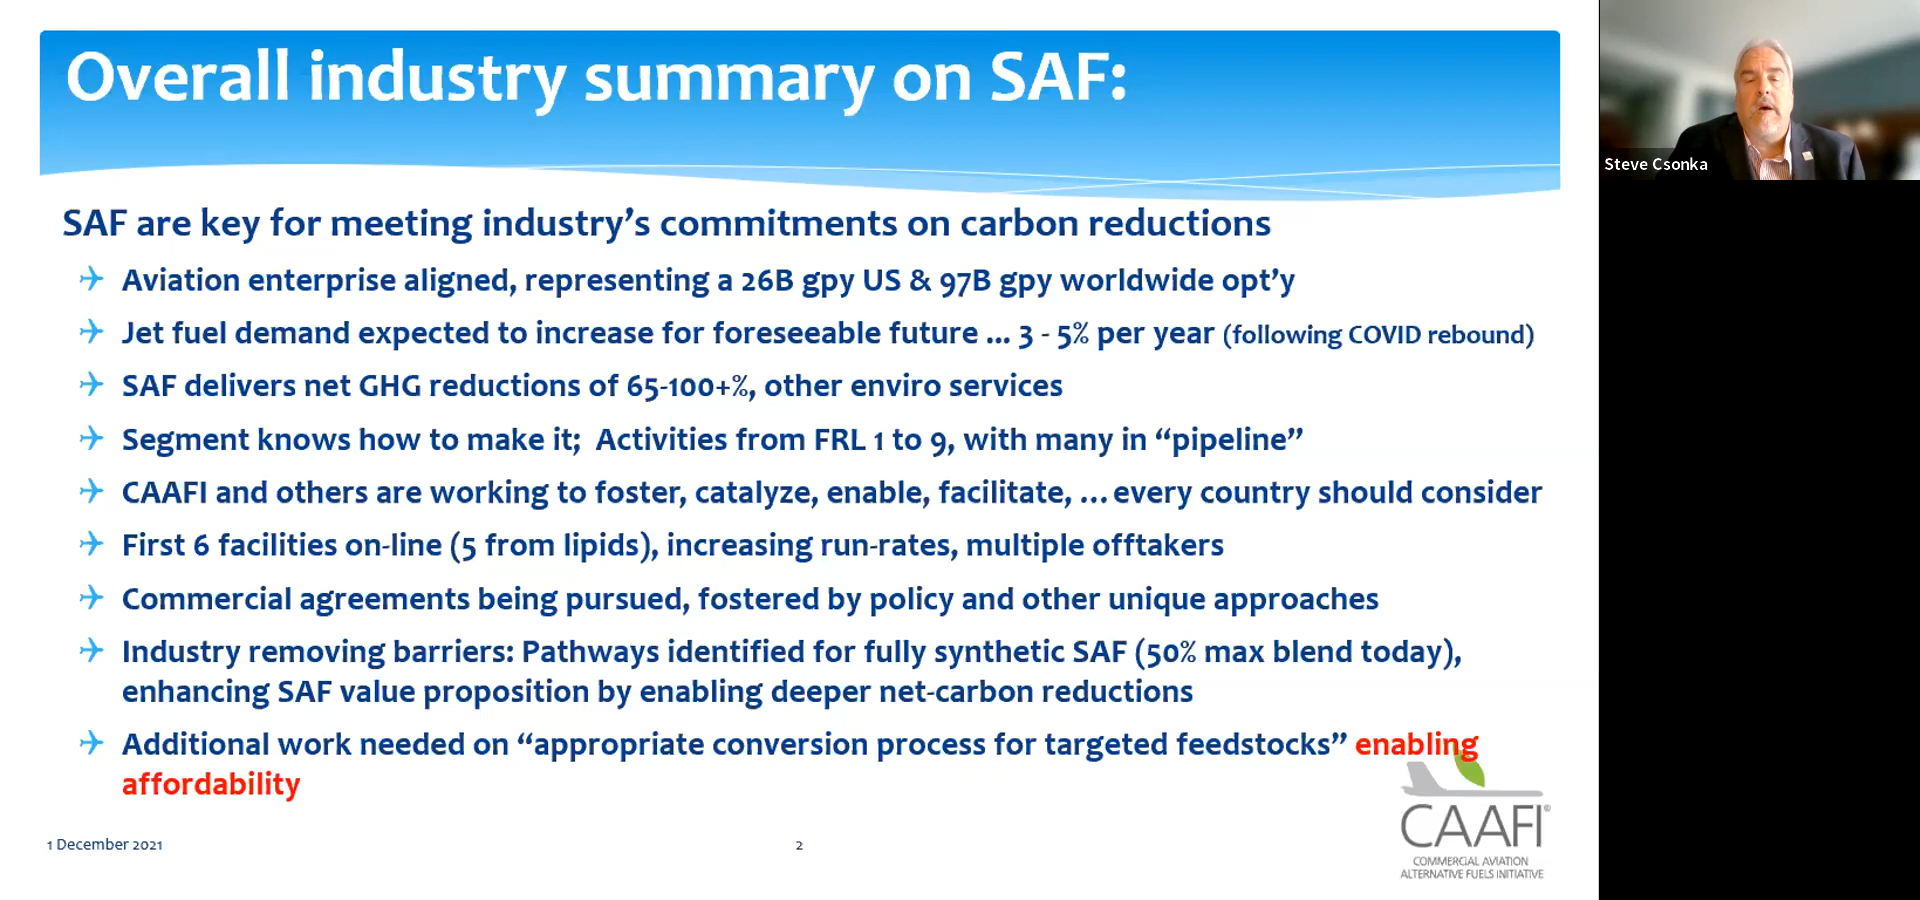 Overall industry summary on SAF:
Steve Csonka
SAF are key for meeting industry’s commitments on carbon reductions
Aviation enterprise aligned, representing a 26B gpy US & 97B gpy worldwide opt’y
Jet fuel demand expected to increase for foreseeable future ... 3 - 5% per year (following COVID rebound)
SAF delivers net GHG reductions of 65-100+%, other enviro services
Segment knows how to make it;  Activities from FRL 1 to 9, with many in “pipeline”
CAAFI and others are working to foster, catalyze, enable, facilitate, ... every country should consider
First 6 facilities on-line (5 from lipids), increasing run-rates, multiple offtakers
Commercial agreements being pursued, fostered by policy and other unique approaches
Industry removing barriers: Pathways identified for fully synthetic SAF (50% max blend today),
enhancing SAF value proposition by enabling deeper net-carbon reductions
Additional work needed on “appropriate conversion process for targeted feedstocks” enabling
affordability
1 December 2021
2
CAAFI®
COMMERCIAL AVIATION
ALTERNATIVE FUELS INITIATIVE